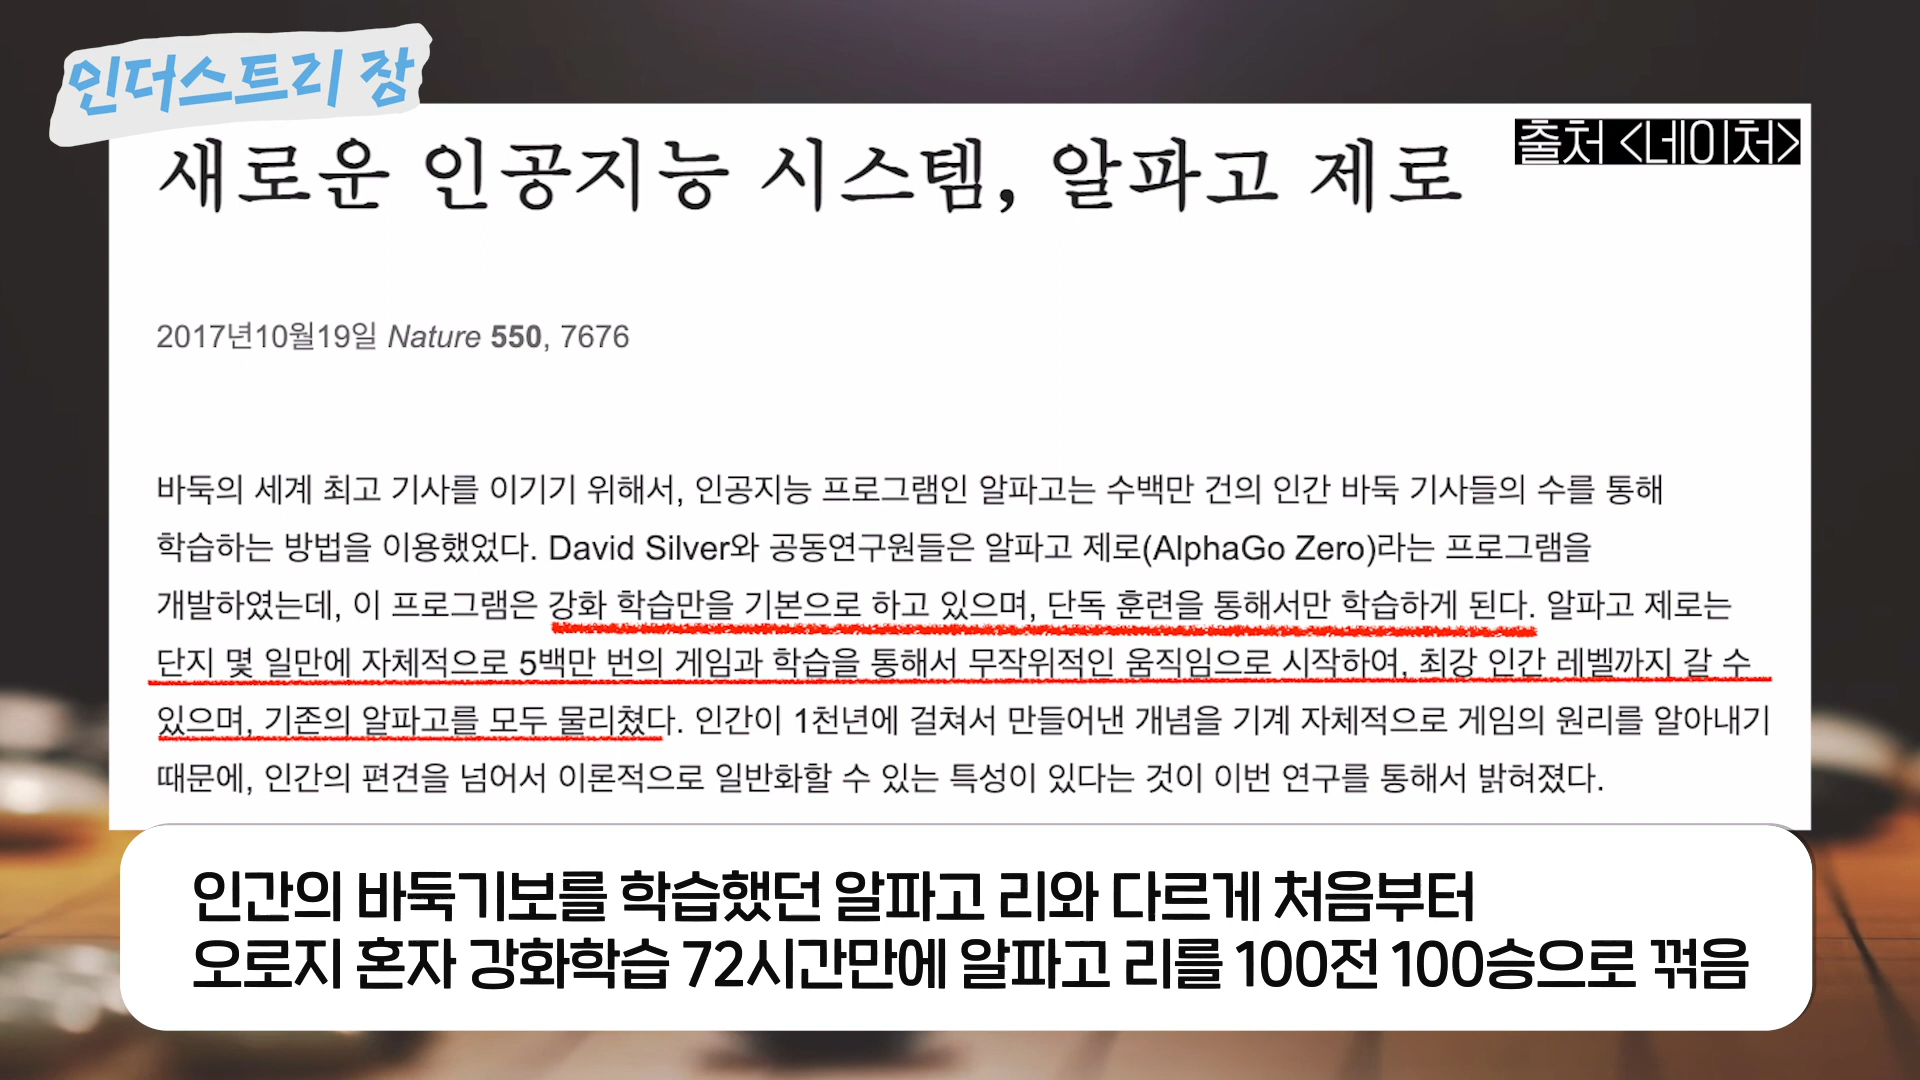 인더스트리 장
출처 <네이처>
새로운 인공지능 시스템, 알파고 제로
2017년10월19일 Nature 550, 7676
바둑의 세계 최고 기사를 이기기 위해서, 인공지능 프로그램인 알파고는 수백만 건의 인간 바둑 기사들의 수를 통해
학습하는 방법을 이용했었다. David Silver와 공동연구원들은 알파고 제로(AlphaGo Zero)라는 프로그램을
개발하였는데, 이 프로그램은 강화 학습만을 기본으로 하고 있으며, 단독 훈련을 통해서만 학습하게 된다. 알파고 제로는
단지 몇 일만에 자체적으로 5백만 번의 게임과 학습을 통해서 무작위적인 움직임으로 시작하여, 최강 인간 레벨까지 갈 수
있으며, 기존의 알파고를 모두 물리쳤다. 인간이 1천년에 걸쳐서 만들어낸 개념을 기계 자체적으로 게임의 원리를 알아내기
때문에, 인간의 편견을 넘어서 이론적으로 일반화할 수 있는 특성이 있다는 것이 이번 연구를 통해서 밝혀졌다.
인간의 바둑기보를 학습했던 알파고 리와 다르게 처음부터
오로지 혼자 강화학습 72시간만에 알파고 리를 100전 100승으로 꺾음